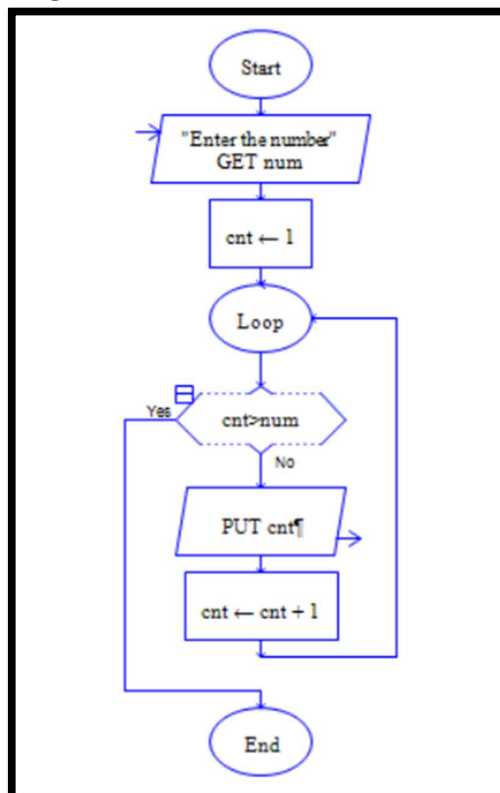 Start
"Enter the number"
GET num
cnt ← 1
Loop
Yes
cnt>num
No
PUT cnt¶
cnt ← cnt + 1
End